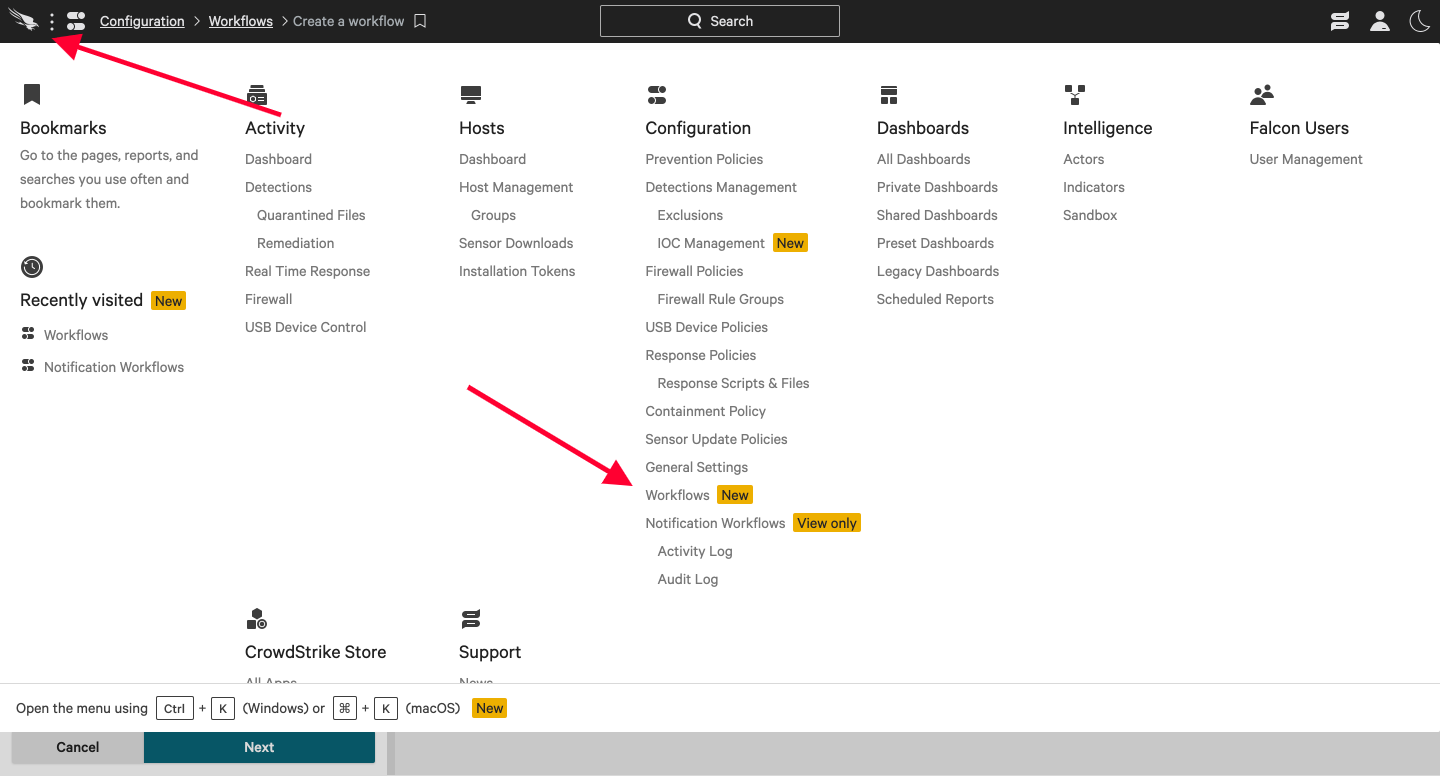 Configuration > Workflows > Create a workflow
Search
Bookmarks
Go to the pages, reports, and
searches you use often and
bookmark them.
Recently visited New
Workflows
Notification Workflows
Activity
Dashboard
Detections
Quarantined Files
Remediation
Real Time Response
Firewall
USB Device Control
Hosts
Dashboard
Host Management
Groups
Sensor Downloads
Installation Tokens
Configuration
Prevention Policies
Detections Management
Exclusions
IOC Management New
Firewall Policies
Firewall Rule Groups
USB Device Policies
Response Policies
Response Scripts & Files
Containment Policy
Sensor Update Policies
General Settings
Workflows New
Notification Workflows View only
Activity Log
Audit Log
Dashboards
All Dashboards
Private Dashboards
Shared Dashboards
Preset Dashboards
Legacy Dashboards
Scheduled Reports
Intelligence
Actors
Indicators
Sandbox
Falcon Users
User Management
CrowdStrike Store
All Apps
Support
News
Open the menu using Ctrl + K (Windows) or ⌘ + K (macOS) New
Cancel
Next